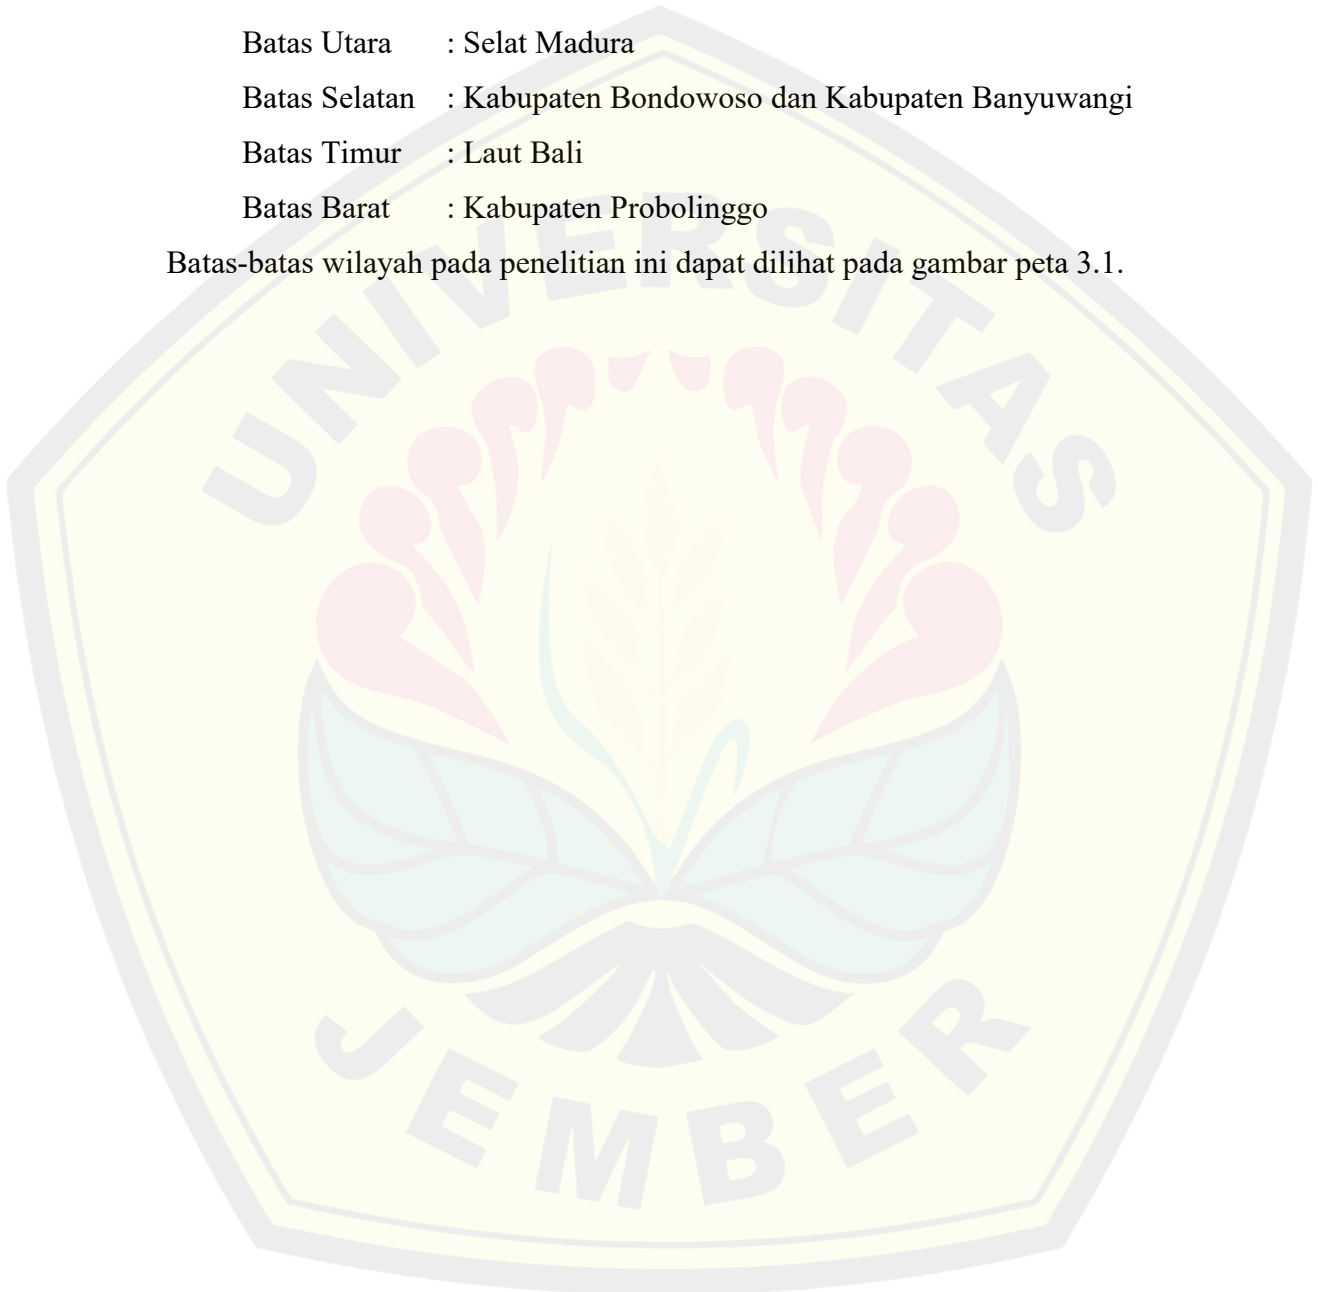 Batas Utara : Selat Madura
Batas Selatan : Kabupaten Bondowoso dan Kabupaten Banyuwangi
Batas Timur : Laut Bali
Batas Barat : Kabupaten Probolinggo
Batas-batas wilayah pada penelitian ini dapat dilihat pada gambar peta 3.1.
UNIVERSITAS
JEMBER